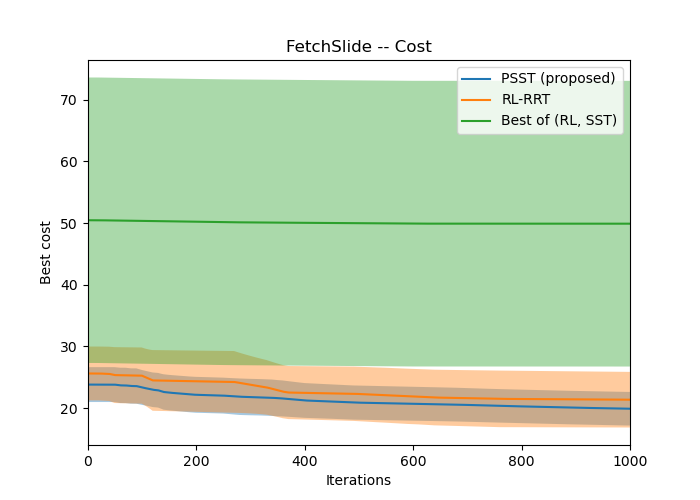 FetchSlide -- Cost
PSST (proposed)
RL-RRT
Best of (RL, SST)
Best cost
70
60
50
40
30
20
0
200
400
600
800
1000
Iterations